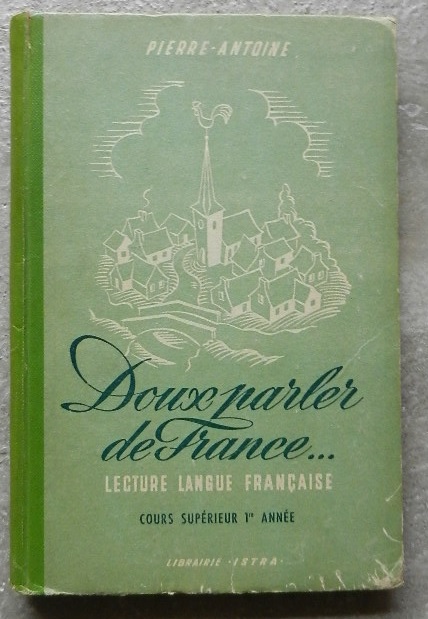 PIERRE-ANTOINE
Doux parler
de France...
LECTURE LANGUE FRANÇAISE
COURS SUPÉRIEUR 1re ANNÉE
LIBRAIRIE·ISTRA·